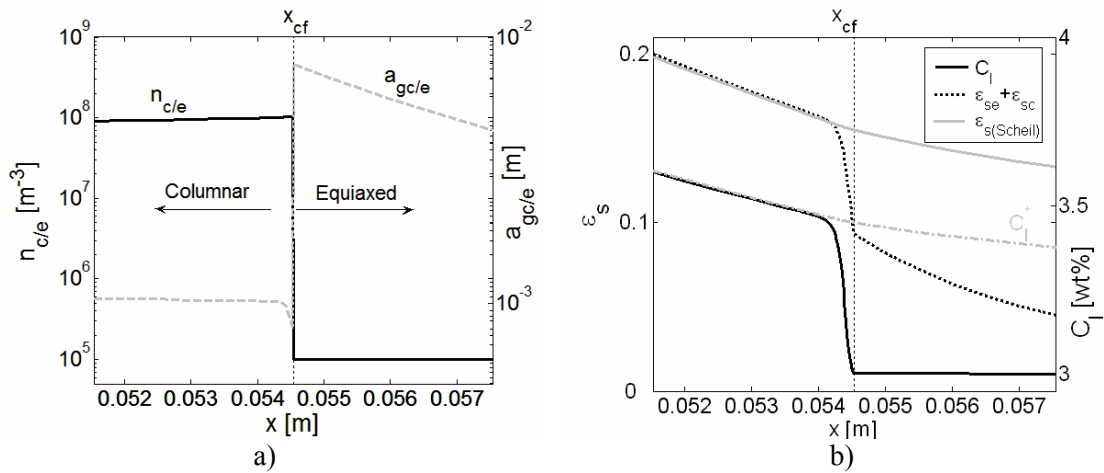 a)
x_cf
10^9
10^8
10^7
10^6
10^5
n_c/e [m^-3]
n_c/e
a_gc/e
Columnar
Equiaxed
10^-2
10^-3
a_gc/e [m]
0.052 0.053 0.054 0.055 0.056 0.057
x [m]
a)
b)
x_cf
0.2
0.1
0
ε_s
C_l
ε_se+ε_sc
ε_s(Scheil)
C_l^*
4
3.5
3
C_l [wt%]
0.052 0.053 0.054 0.055 0.056 0.057
x [m]
b)